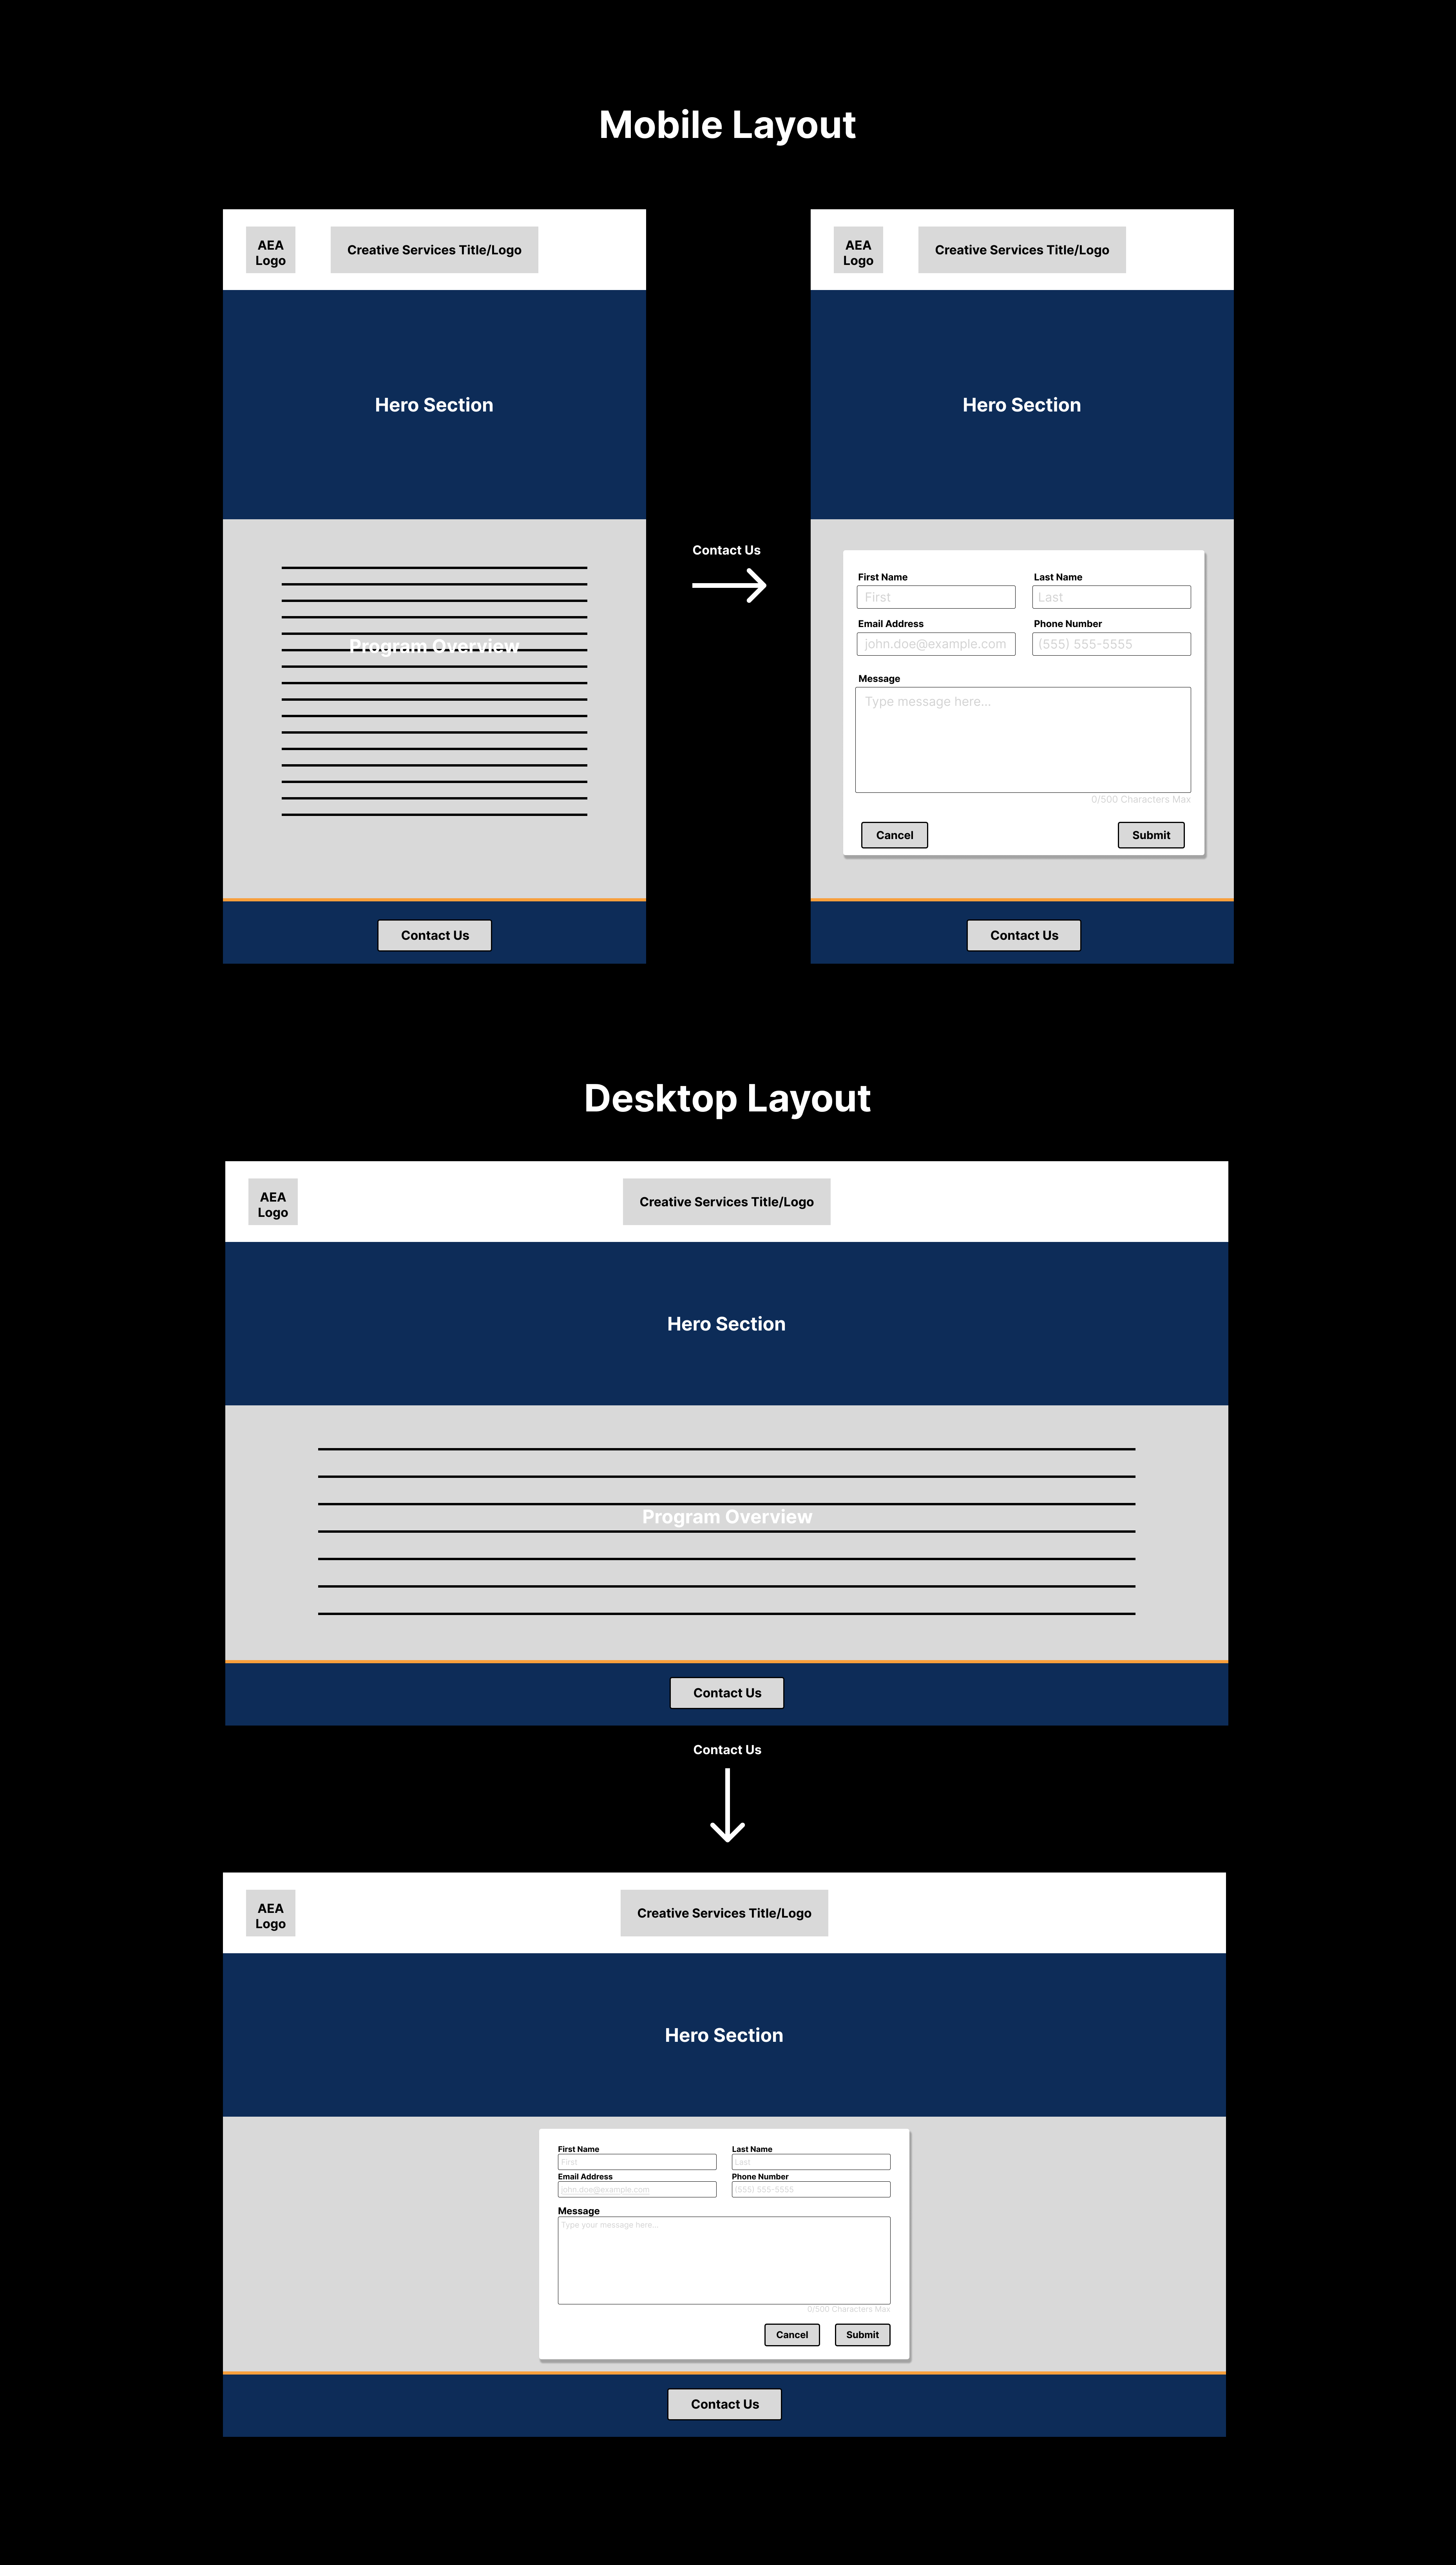 Mobile Layout
AEA
Logo
Creative Services Title/Logo
Hero Section
Program Overview
Contact Us
Contact Us
AEA
Logo
Creative Services Title/Logo
Hero Section
First Name
Last Name
First
Last
Email Address
Phone Number
john.doe@example.com
(555) 555-5555
Message
Type message here...
0/500 Characters Max
Cancel
Submit
Contact Us
Desktop Layout
AEA
Logo
Creative Services Title/Logo
Hero Section
Program Overview
Contact Us
Contact Us
AEA
Logo
Creative Services Title/Logo
Hero Section
First Name
Last Name
First
Last
Email Address
Phone Number
john.doe@example.com
(555) 555-5555
Message
Type your message here...
0/500 Characters Max
Cancel
Submit
Contact Us